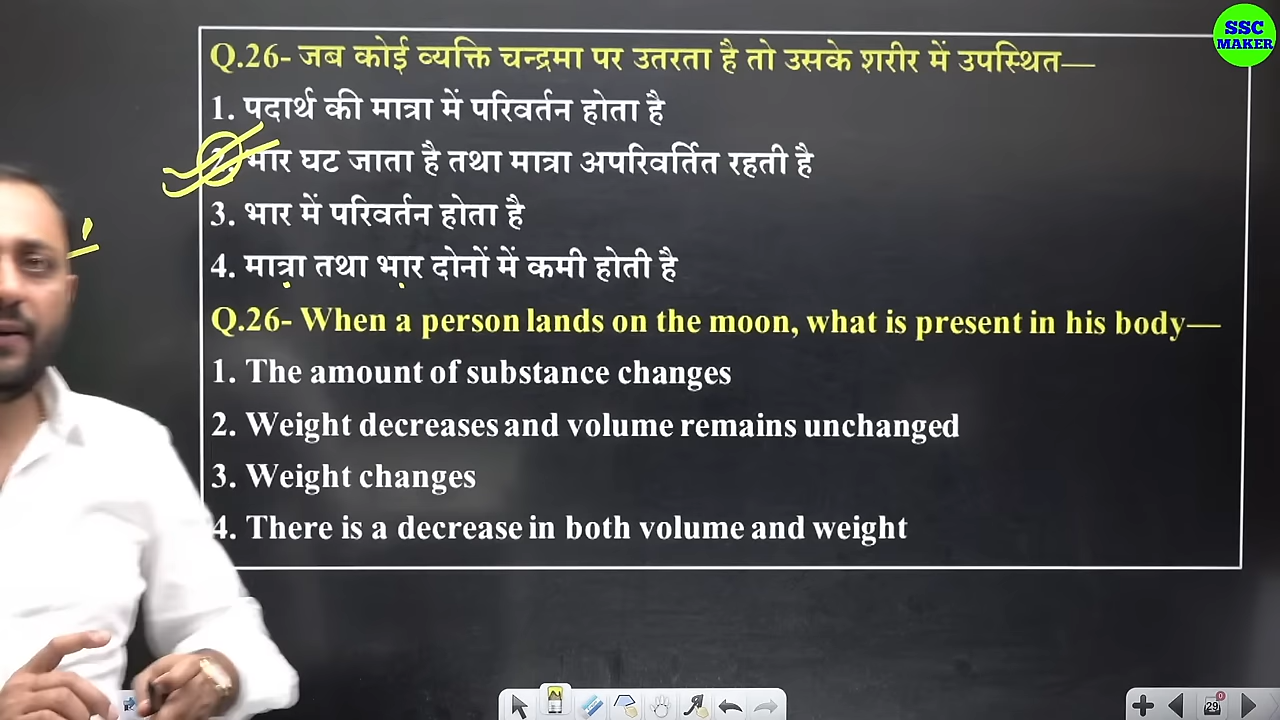 SSC
MAKER
Q.26- जब कोई व्यक्ति चन्द्रमा पर उतरता है तो उसके शरीर में उपस्थित—
1. पदार्थ की मात्रा में परिवर्तन होता है
2. भार घट जाता है तथा मात्रा अपरिवर्तित रहती है
3. भार में परिवर्तन होता है
4. मात्रा तथा भार दोनों में कमी होती है
Q.26- When a person lands on the moon, what is present in his body—
1. The amount of substance changes
2. Weight decreases and volume remains unchanged
3. Weight changes
4. There is a decrease in both volume and weight
29